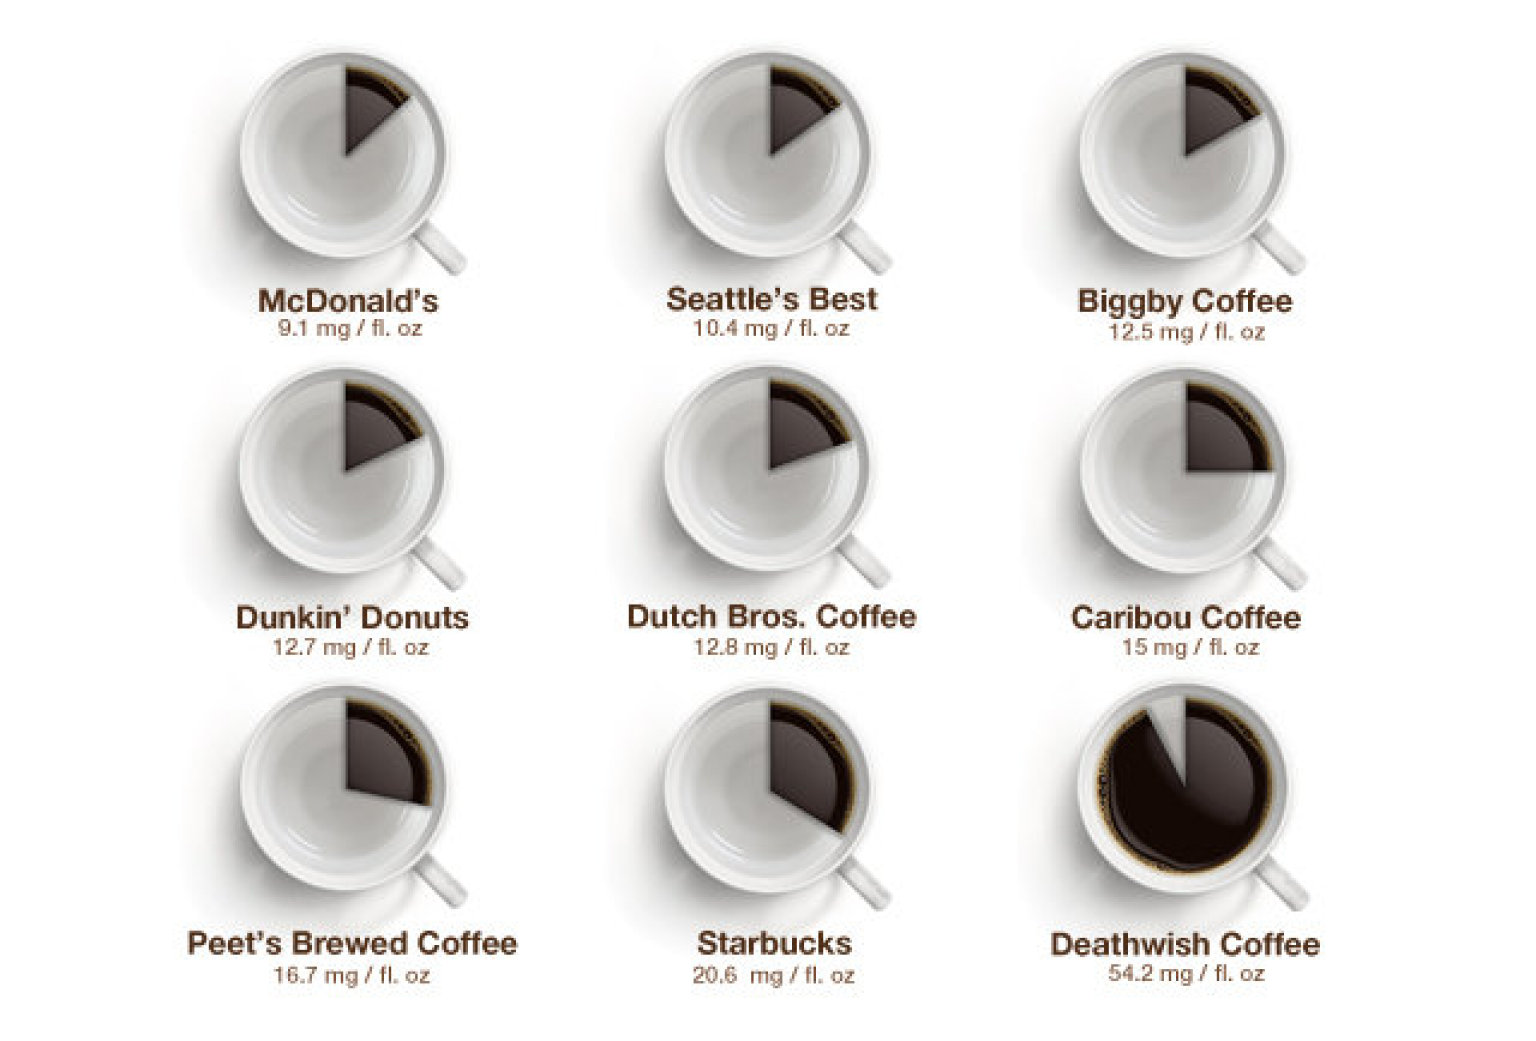 McDonald's
9.1 mg / fl. oz
Seattle's Best
10.4 mg / fl. oz
Biggby Coffee
12.5 mg / fl. oz
Dunkin' Donuts
12.7 mg / fl. oz
Dutch Bros. Coffee
12.8 mg / fl. oz
Caribou Coffee
15 mg / fl. oz
Peet's Brewed Coffee
16.7 mg / fl. oz
Starbucks
20.6 mg / fl. oz
Deathwish Coffee
54.2 mg / fl. oz